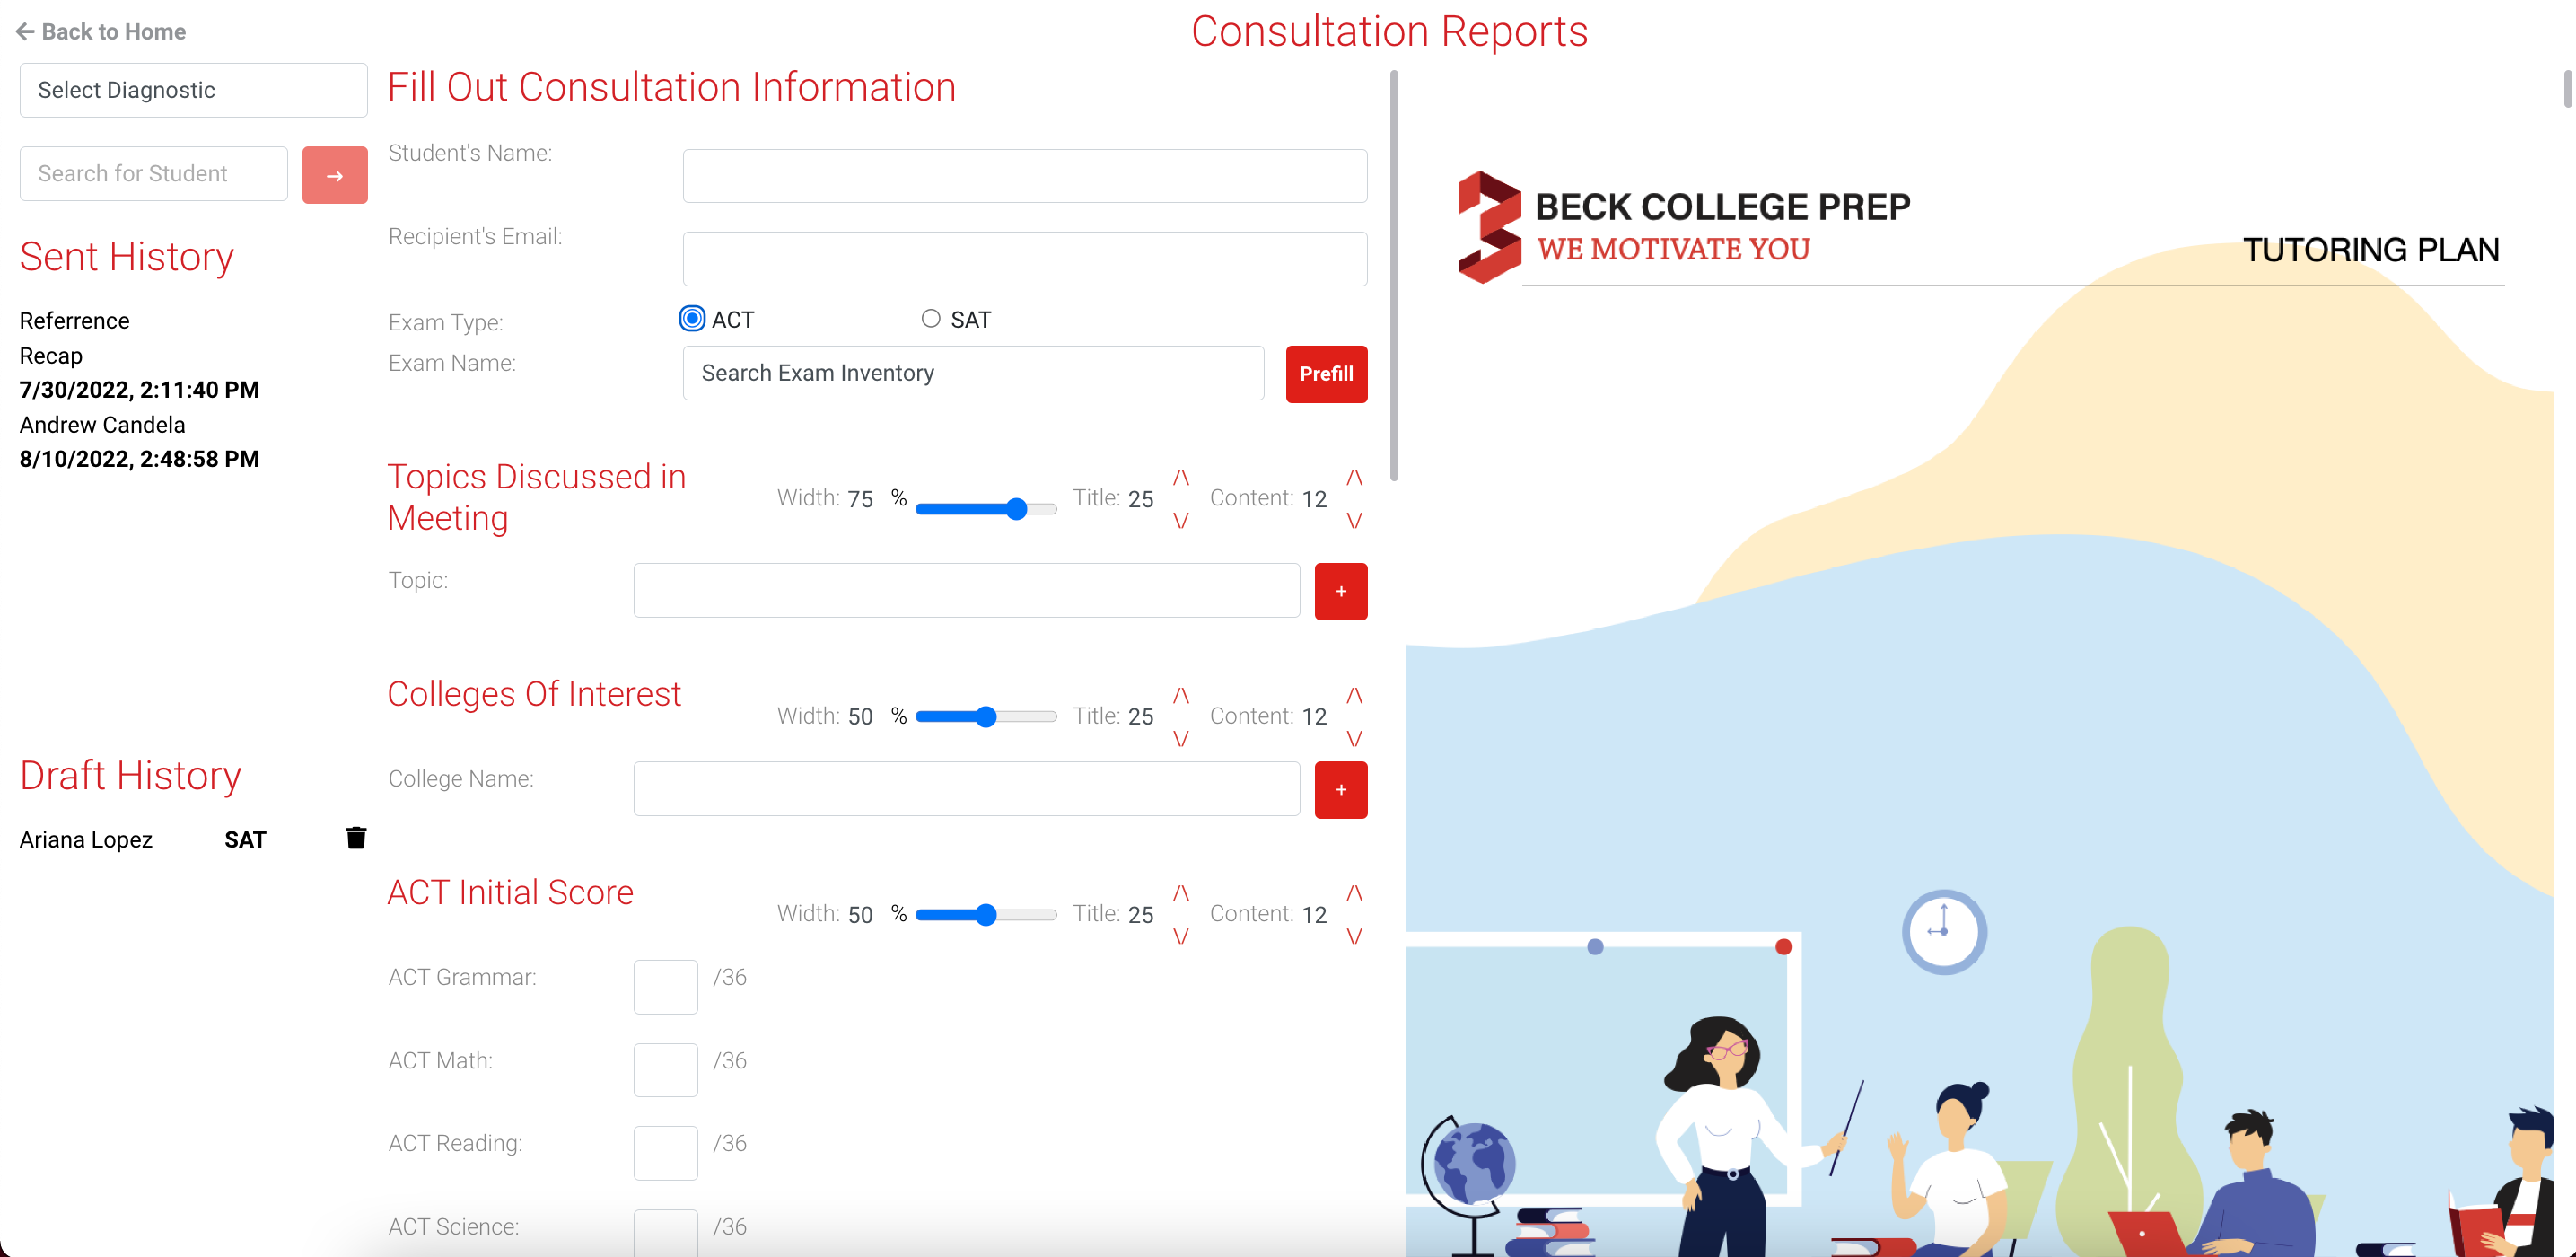 Back to Home
Consultation Reports
Select Diagnostic
Search for Student
→
Sent History
Referrence
Recap
7/30/2022, 2:11:40 PM
Andrew Candela
8/10/2022, 2:48:58 PM
Draft History
Ariana Lopez SAT
Fill Out Consultation Information
Student's Name:
Recipient's Email:
Exam Type: ACT SAT
Exam Name: Search Exam Inventory Prefill
Topics Discussed in
Meeting
Width: 75 % Title: 25 /\ \/ Content: 12 /\ \/
Topic: +
Colleges Of Interest
Width: 50 % Title: 25 /\ \/ Content: 12 /\ \/
College Name: +
ACT Initial Score
Width: 50 % Title: 25 /\ \/ Content: 12 /\ \/
ACT Grammar: /36
ACT Math: /36
ACT Reading: /36
ACT Science: /36
BECK COLLEGE PREP
WE MOTIVATE YOU
TUTORING PLAN